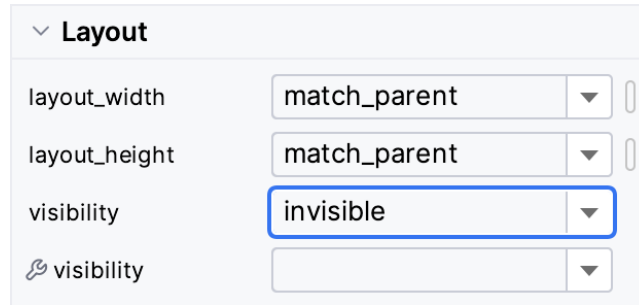 Layout
layout_width match_parent
layout_height match_parent
visibility invisible
visibility